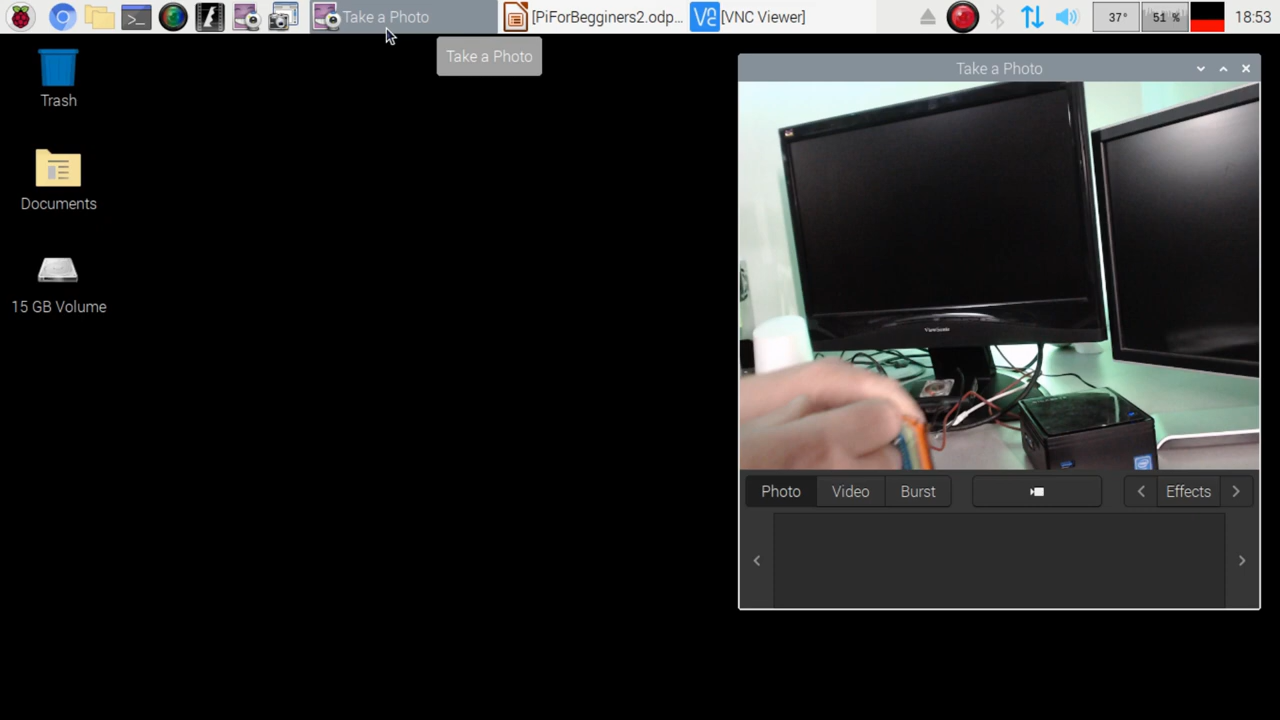 Take a Photo
[PiForBegginers2.odp...
[VNC Viewer]
37°
51 %
18:53
Take a Photo
Trash
Documents
15 GB Volume
Take a Photo
ViewSonic
Photo
Video
Burst
Effects